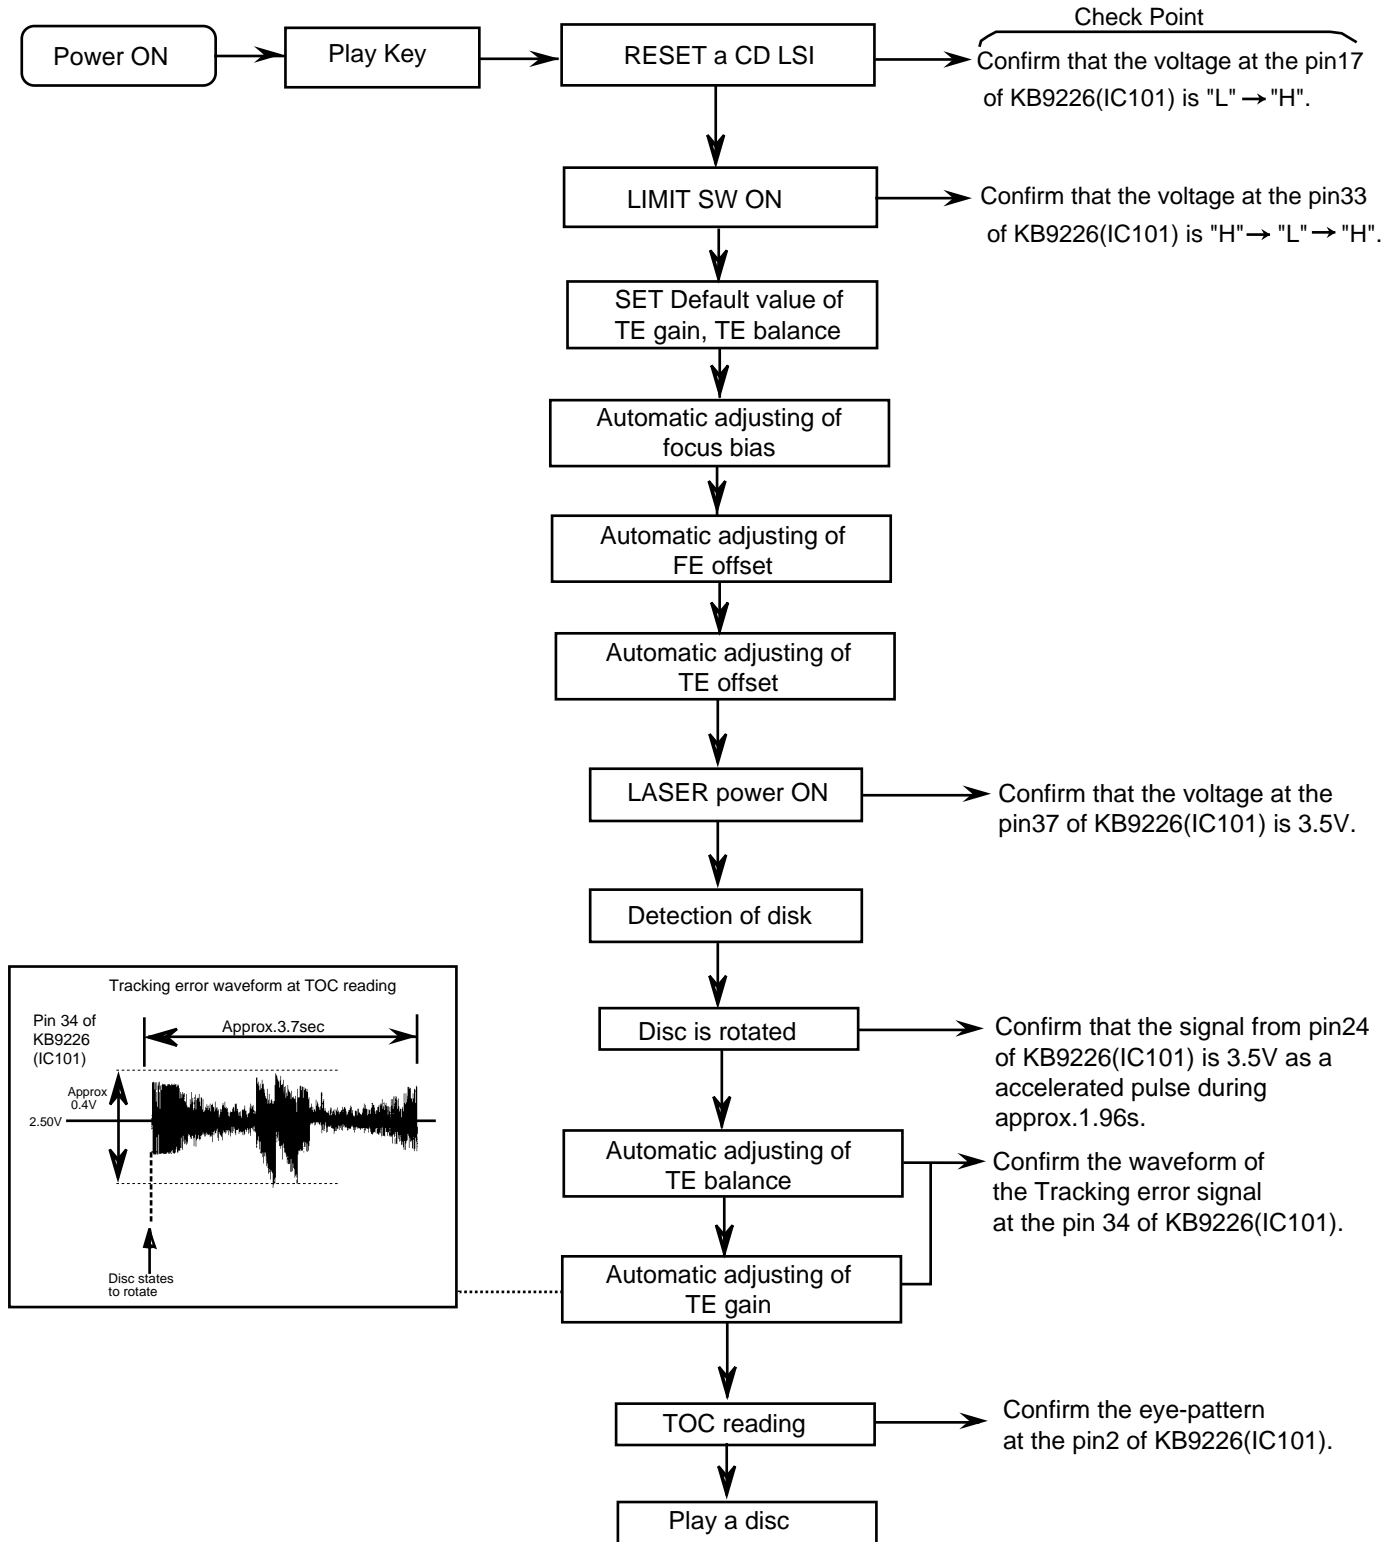 Check Point
Power ON
Play Key
RESET a CD LSI
Confirm that the voltage at the pin17
of KB9226(IC101) is "L" → "H".
LIMIT SW ON
Confirm that the voltage at the pin33
of KB9226(IC101) is "H" → "L" → "H".
SET Default value of
TE gain, TE balance
Automatic adjusting of
focus bias
Automatic adjusting of
FE offset
Automatic adjusting of
TE offset
LASER power ON
Confirm that the voltage at the
pin37 of KB9226(IC101) is 3.5V.
Detection of disk
Disc is rotated
Confirm that the signal from pin24
of KB9226(IC101) is 3.5V as a
accelerated pulse during
approx.1.96s.
Tracking error waveform at TOC reading
Pin 34 of
KB9226
(IC101)
Approx.3.7sec
Approx
0.4V
2.50V
Disc states
to rotate
Automatic adjusting of
TE balance
Confirm the waveform of
the Tracking error signal
at the pin 34 of KB9226(IC101).
Automatic adjusting of
TE gain
TOC reading
Confirm the eye-pattern
at the pin2 of KB9226(IC101).
Play a disc